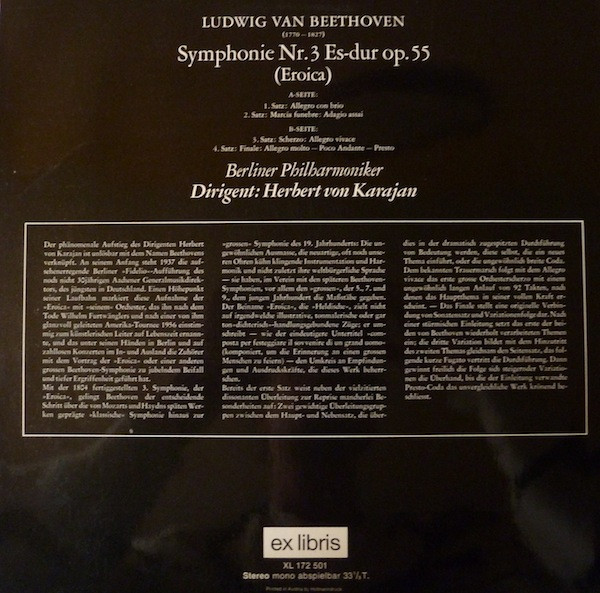 LUDWIG VAN BEETHOVEN
(1770–1827)
Symphonie Nr. 3 Es-dur op. 55
(Eroica)
A-SEITE:
1. Satz: Allegro con brio
2. Satz: Marcia funebre: Adagio assai
B-SEITE:
3. Satz: Scherzo: Allegro vivace
4. Satz: Finale: Allegro molto – Poco Andante – Presto
Berliner Philharmoniker
Dirigent: Herbert von Karajan
Der phänomenale Aufstieg des Dirigenten Herbert
von Karajan ist unlösbar mit dem Namen Beethovens
verknüpft. An seinem Anfang steht 1937 die auf-
sehenerregende Berliner »Fidelio«-Aufführung des
noch nicht 30jährigen Aachener Generalmusikdirek-
tors, des jüngsten in Deutschland. Einen Höhepunkt
seiner Laufbahn markiert diese Aufnahme der
»Eroica« mit »seinem« Orchester, das ihn nach dem
Tode Wilhelm Furtwänglers und nach einer von ihm
glanzvoll geleiteten Amerika-Tournee 1956 einstim-
mig zum künstlerischen Leiter auf Lebenszeit ernann-
te, und das unter seinen Händen in Berlin und auf
zahllosen Konzerten im In- und Ausland die Zuhörer
mit dem Vortrag der »Eroica« oder einer anderen
grossen Beethoven-Symphonie zu jubelndem Beifall
und tiefer Ergriffenheit geführt hat.
Mit der 1804 fertiggestellten 3. Symphonie, der
»Eroica«, gelingt Beethoven der entscheidende
Schritt über die von Mozarts und Haydns späten Wer-
ken geprägte »klassische« Symphonie hinaus zur
»grossen« Symphonie des 19. Jahrhunderts: Die un-
gewöhnlichen Ausmasse, die neuartige, oft noch unse-
ren Ohren kühn klingende Instrumentation und Har-
monik und nicht zuletzt ihre weltbürgerliche Sprache
– sie haben, im Verein mit den späteren Beethoven-
Symphonien, vor allem den »grossen«, der 5., 7. und
9., dem jungen Jahrhundert die Maßstäbe gegeben.
Der Beiname »Eroica«, die »Heldische«, zielt nicht
auf irgendwelche illustrative, tonmalerische oder gar
ton-»dichterisch«-handlungsgebundene Züge; er um-
schreibt – wie der eindeutigere Untertitel »com-
posta per festeggiare il sovvenire di un grand uomo«
(komponiert, um die Erinnerung an einen grossen
Menschen zu feiern) – den Umkreis an Empfindun-
gen und Ausdruckskräfte, die dieses Werk beherr-
schen.
Bereits der erste Satz weist neben der vielzitierten
dissonanten Überleitung zur Reprise mancherlei Be-
sonderheiten auf: Zwei gewichtige Überleitungsgrup-
pen zwischen dem Haupt- und Nebensatz, die über-
dies in der dramatisch zugespitzten Durchführung
von Bedeutung werden, diese selbst, die ein neues
Thema einführt, oder die ungewöhnlich breite Coda.
Dem bekannten Trauermarsch folgt mit dem Allegro
vivace das erste grosse Orchesterscherzo mit einem
ungewöhnlich langen Anlauf von 92 Takten, nach
denen das Hauptthema in seiner vollen Kraft er-
scheint. – Das Finale stellt eine originelle Verbin-
dung von Sonatensatz und Variationenfolge dar. Nach
einer stürmischen Einleitung setzt das erste der bei-
den von Beethoven wiederholt verarbeiteten Themen
ein; die dritte Variation bildet mit dem Hinzutritt
des zweiten Themas gleichsam den Seitensatz, das fol-
gende kurze Fugato vertritt die Durchführung. Dann
gewinnt freilich die Folge sich steigernder Variatio-
nen die Überhand, bis die der Einleitung verwandte
Presto-Coda das unvergleichliche Werk krönend be-
schliesst.
ex libris
XL 172 501
Stereo mono abspielbar 33⅓ T.